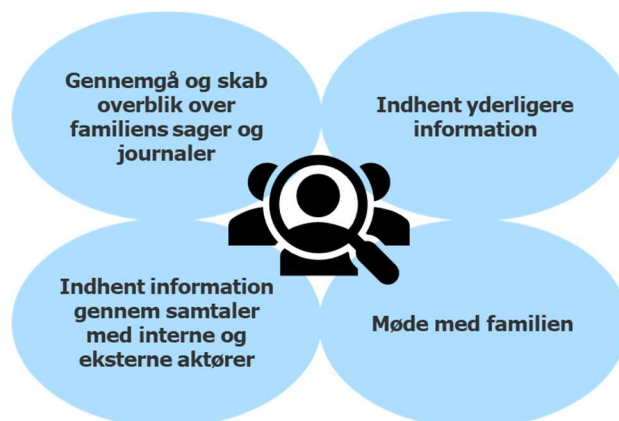 Gennemgå og skab
overblik over
familiens sager og
journaler
Indhent yderligere
information
Indhent information
gennem samtaler
med interne og
eksterne aktører
Møde med familien